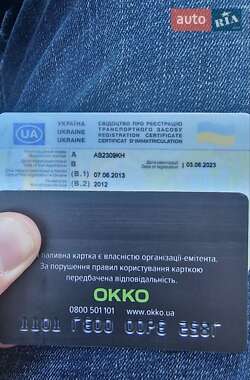 auto.RIA
УКРАЇНА
UKRAINE
UKRAINE
СВІДОЦТВО ПРО РЕЄСТРАЦІЮ
ТРАНСПОРТНОГО ЗАСОБУ
REGISTRATION CERTIFICATE
CERTIFICAT D'IMMATRICULATION
UA
A AB2309KH
B 03.06.2023
(B.1) 07.06.2013
(B.2) 2012
паливна картка є власністю організації-емітента.
За порушення правил користування карткою
передбачена відповідальність.
OKKO
0800 501 101 www.okko.ua